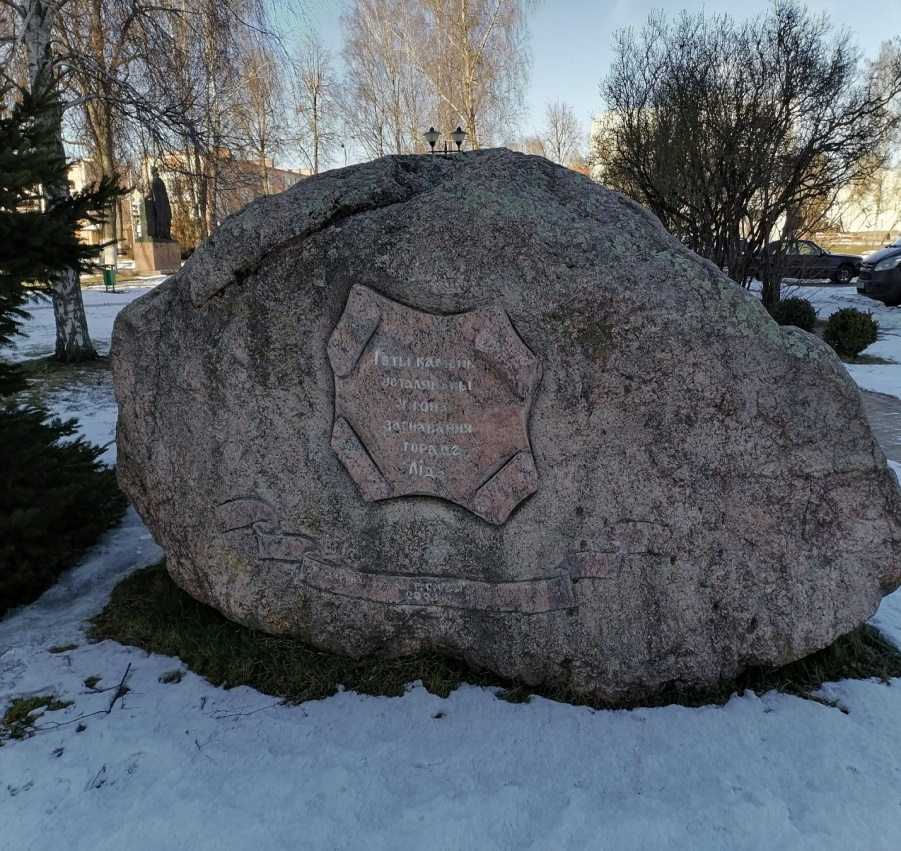 Гэты камень
усталяваны
ў гонар
заснавання
горада
Ліда